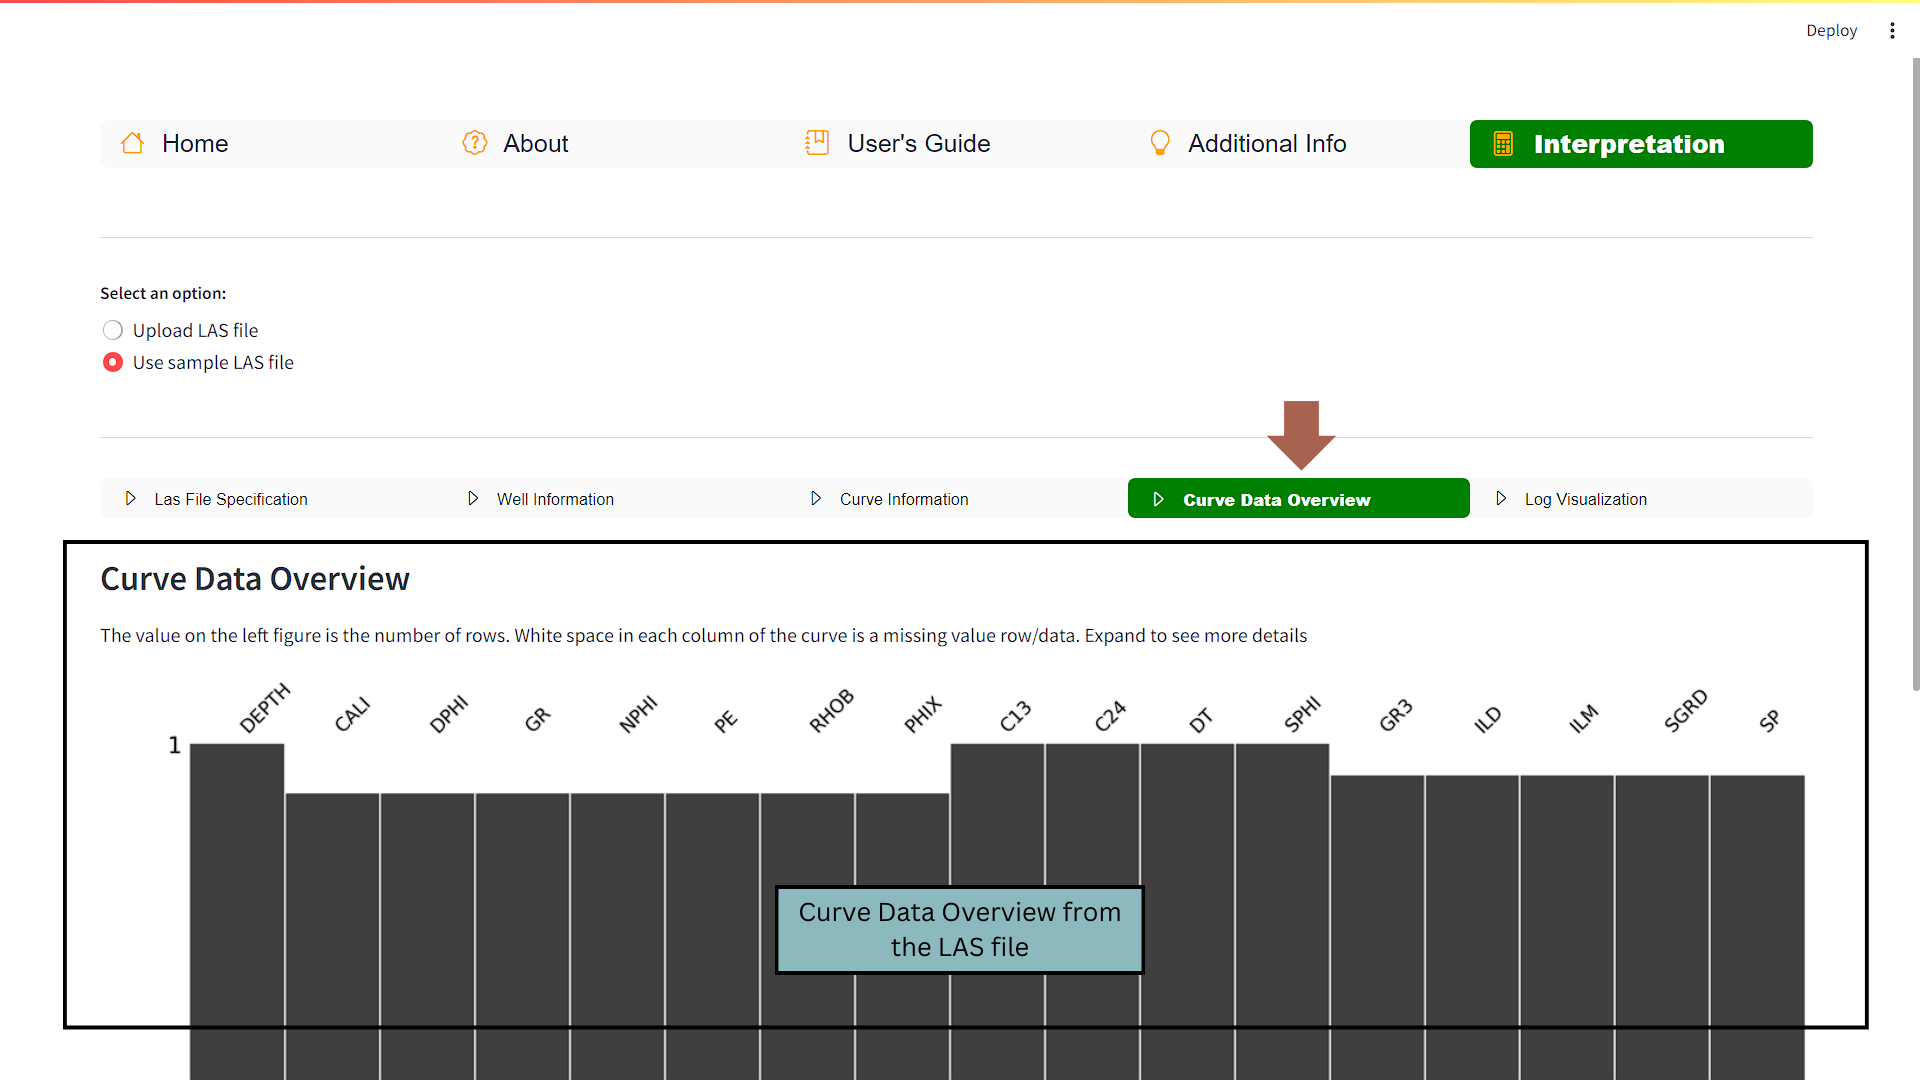 Deploy
Home
About
User's Guide
Additional Info
Interpretation
Select an option:
Upload LAS file
Use sample LAS file
Las File Specification
Well Information
Curve Information
Curve Data Overview
Log Visualization
Curve Data Overview
The value on the left figure is the number of rows. White space in each column of the curve is a missing value row/data. Expand to see more details
DEPTH
CALI
DPHI
GR
NPHI
PE
RHOB
PHIX
C13
C24
DT
SPHI
GR3
ILD
ILM
SGRD
SP
1
Curve Data Overview from
the LAS file